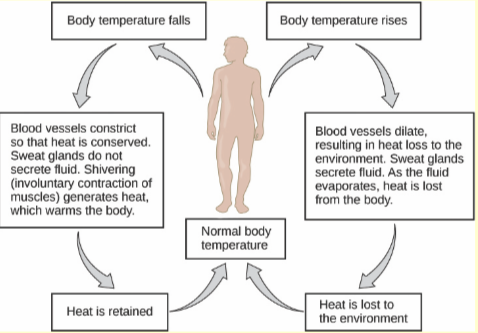 Body temperature falls
Body temperature rises
Blood vessels constrict
so that heat is conserved.
Sweat glands do not
secrete fluid. Shivering
(involuntary contraction of
muscles) generates heat,
which warms the body.
Blood vessels dilate,
resulting in heat loss to the
environment. Sweat glands
secrete fluid. As the fluid
evaporates, heat is lost
from the body.
Normal body
temperature
Heat is retained
Heat is lost to
the environment